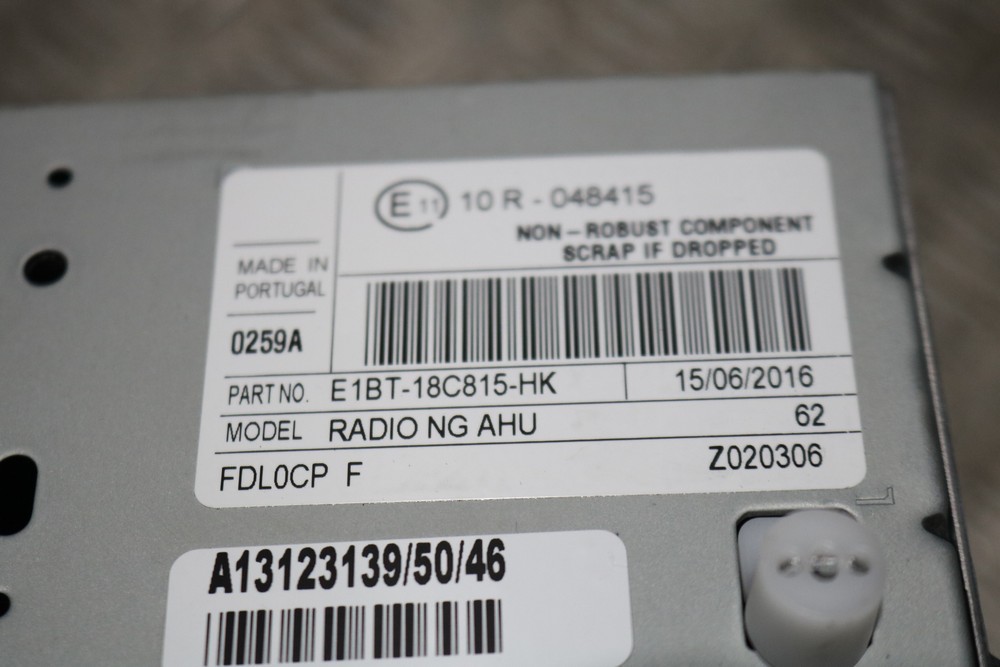 E 11 10 R - 048415
NON - ROBUST COMPONENT
SCRAP IF DROPPED
MADE IN
PORTUGAL
0259A
PART NO. E1BT-18C815-HK 15/06/2016
MODEL RADIO NG AHU 62
FDL0CP F Z020306
A13123139/50/46